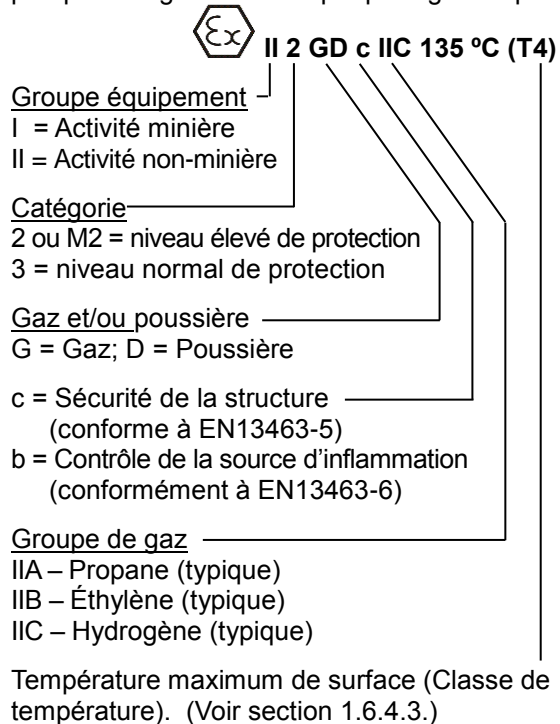 Ex II 2 GD c IIC 135 ºC (T4)
Groupe équipement
I = Activité minière
II = Activité non-minière
Catégorie
2 ou M2 = niveau élevé de protection
3 = niveau normal de protection
Gaz et/ou poussière
G = Gaz; D = Poussière
c = Sécurité de la structure
(conforme à EN13463-5)
b = Contrôle de la source d’inflammation
(conformément à EN13463-6)
Groupe de gaz
IIA – Propane (typique)
IIB – Éthylène (typique)
IIC – Hydrogène (typique)
Température maximum de surface (Classe de
température). (Voir section 1.6.4.3.)